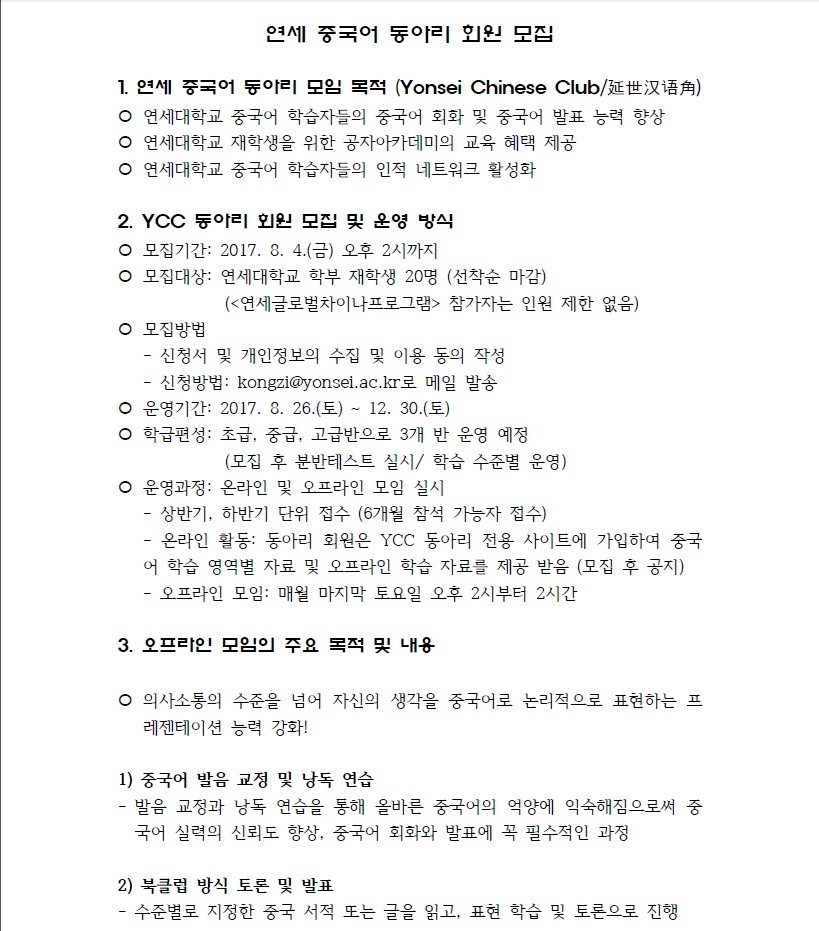 연세 중국어 동아리 회원 모집
1. 연세 중국어 동아리 모임 목적 (Yonsei Chinese Club/延世汉语角)
○ 연세대학교 중국어 학습자들의 중국어 회화 및 중국어 발표 능력 향상
○ 연세대학교 재학생을 위한 공자아카데미의 교육 혜택 제공
○ 연세대학교 중국어 학습자들의 인적 네트워크 활성화
2. YCC 동아리 회원 모집 및 운영 방식
○ 모집기간: 2017. 8. 4.(금) 오후 2시까지
○ 모집대상: 연세대학교 학부 재학생 20명 (선착순 마감)
(<연세글로벌차이나프로그램> 참가자는 인원 제한 없음)
○ 모집방법
- 신청서 및 개인정보의 수집 및 이용 동의 작성
- 신청방법: kongzi@yonsei.ac.kr로 메일 발송
○ 운영기간: 2017. 8. 26.(토) ~ 12. 30.(토)
○ 학급편성: 초급, 중급, 고급반으로 3개 반 운영 예정
(모집 후 분반테스트 실시/ 학습 수준별 운영)
○ 운영과정: 온라인 및 오프라인 모임 실시
- 상반기, 하반기 단위 접수 (6개월 참석 가능자 접수)
- 온라인 활동: 동아리 회원은 YCC 동아리 전용 사이트에 가입하여 중국
어 학습 영역별 자료 및 오프라인 학습 자료를 제공 받음 (모집 후 공지)
- 오프라인 모임: 매월 마지막 토요일 오후 2시부터 2시간
3. 오프라인 모임의 주요 목적 및 내용
○ 의사소통의 수준을 넘어 자신의 생각을 중국어로 논리적으로 표현하는 프
레젠테이션 능력 강화!
1) 중국어 발음 교정 및 낭독 연습
- 발음 교정과 낭독 연습을 통해 올바른 중국어의 억양에 익숙해짐으로써 중
국어 실력의 신뢰도 향상, 중국어 회화와 발표에 꼭 필수적인 과정
2) 북클럽 방식 토론 및 발표
- 수준별로 지정한 중국 서적 또는 글을 읽고, 표현 학습 및 토론으로 진행